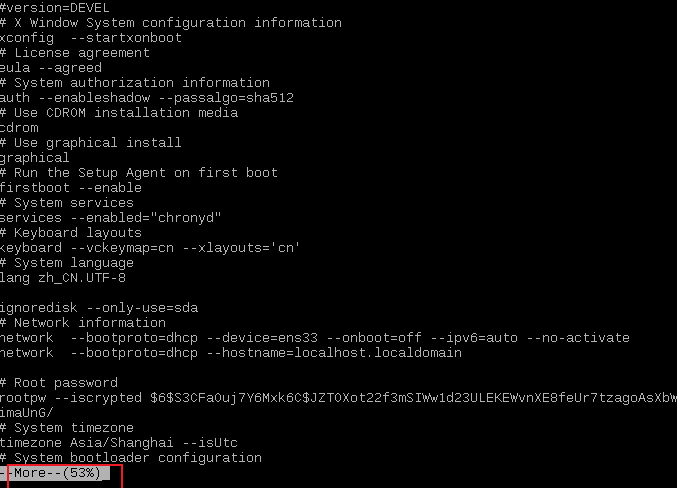 #version=DEVEL
# X Window System configuration information
xconfig  --startxonboot
# License agreement
eula --agreed
# System authorization information
auth --enableshadow --passalgo=sha512
# Use CDROM installation media
cdrom
# Use graphical install
graphical
# Run the Setup Agent on first boot
firstboot --enable
# System services
services --enabled="chronyd"
# Keyboard layouts
keyboard --vckeymap=cn --xlayouts='cn'
# System language
lang zh_CN.UTF-8
ignoredisk --only-use=sda
# Network information
network  --bootproto=dhcp --device=ens33 --onboot=off --ipv6=auto --no-activate
network  --bootproto=dhcp --hostname=localhost.localdomain
# Root password
rootpw --iscrypted $6$S3CFaOuj7Y6Mxk6C$JZTOXot22f3mSIWw1d23ULEKEWvnXE8feUr7tzagoAsXbW
imaUnG/
# System timezone
timezone Asia/Shanghai --isUtc
# System bootloader configuration
--More--(53%)